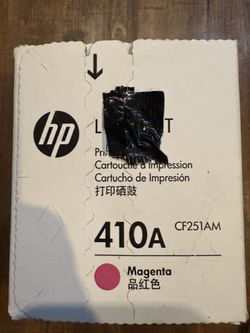 hp
Cartouche d'impression
Cartucho de Impresión
打印硒鼓
410A
CF251AM
Magenta
品红色